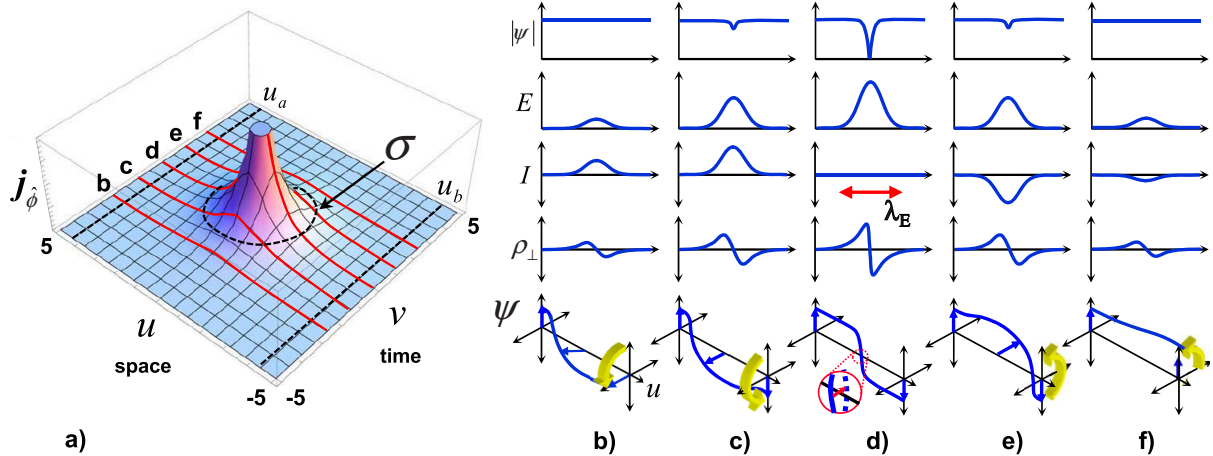 j_φ̂
b c d e f
u_a
σ
u_b
5
5
u
space
v
time
-5 -5
a)
|ψ|
E
I
λ_E
ρ_⊥
ψ
u
b) c) d) e) f)